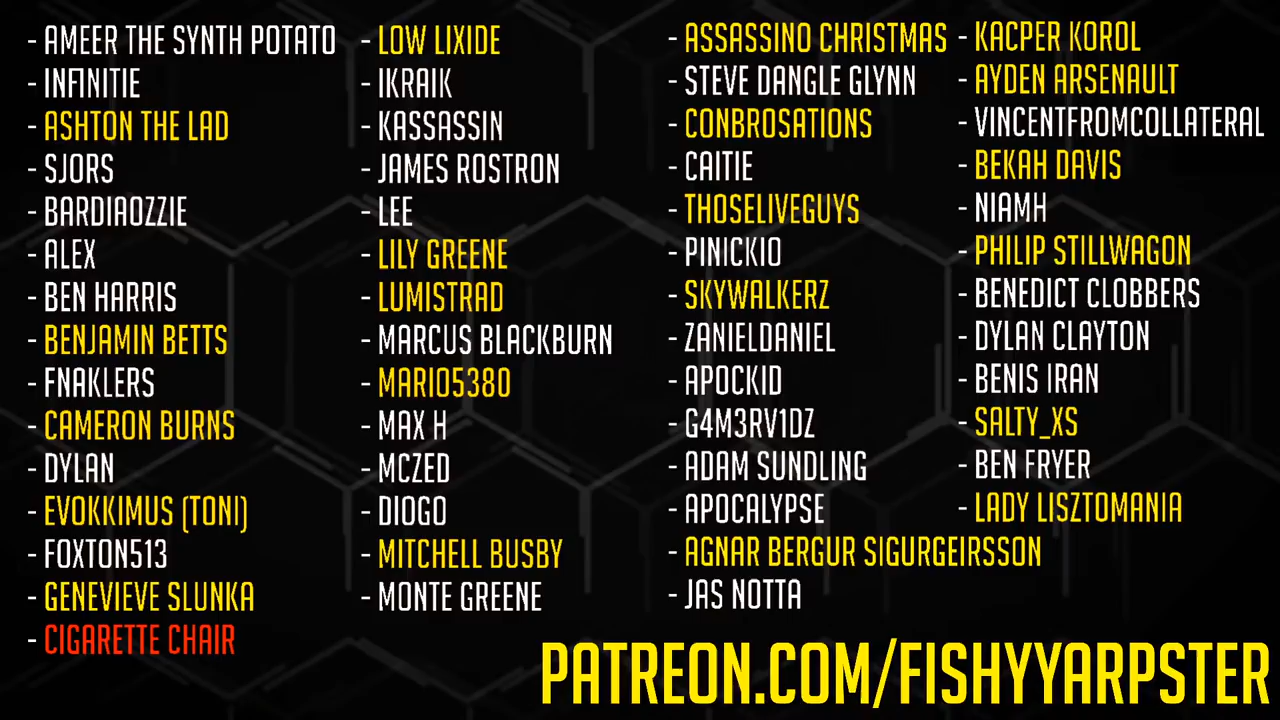 - AMEER THE SYNTH POTATO
- INFINITIE
- ASHTON THE LAD
- SJORS
- BARDIAOZZIE
- ALEX
- BEN HARRIS
- BENJAMIN BETTS
- FNAKLERS
- CAMERON BURNS
- DYLAN
- EVOKKIMUS (TONI)
- FOXTON513
- GENEVIEVE SLUNKA
- CIGARETTE CHAIR
- LOW LIXIDE
- IKRAIK
- KASSASSIN
- JAMES ROSTRON
- LEE
- LILY GREENE
- LUMISTRAD
- MARCUS BLACKBURN
- MARIO5380
- MAX H
- MCZED
- DIOGO
- MITCHELL BUSBY
- MONTE GREENE
- ASSASSINO CHRISTMAS
- STEVE DANGLE GLYNN
- CONBROSATIONS
- CAITIE
- THOSELIVEGUYS
- PINICKIO
- SKYWALKERZ
- ZANIELDANIEL
- APOCKID
- G4M3RV1DZ
- ADAM SUNDLING
- APOCALYPSE
- AGNAR BERGUR SIGURGEIRSSON
- JAS NOTTA
- KACPER KOROL
- AYDEN ARSENAULT
- VINCENTFROMCOLLATERAL
- BEKAH DAVIS
- NIAMH
- PHILIP STILLWAGON
- BENEDICT CLOBBERS
- DYLAN CLAYTON
- BENIS IRAN
- SALTY_XS
- BEN FRYER
- LADY LISZTOMANIA
PATREON.COM/FISHYYARPSTER